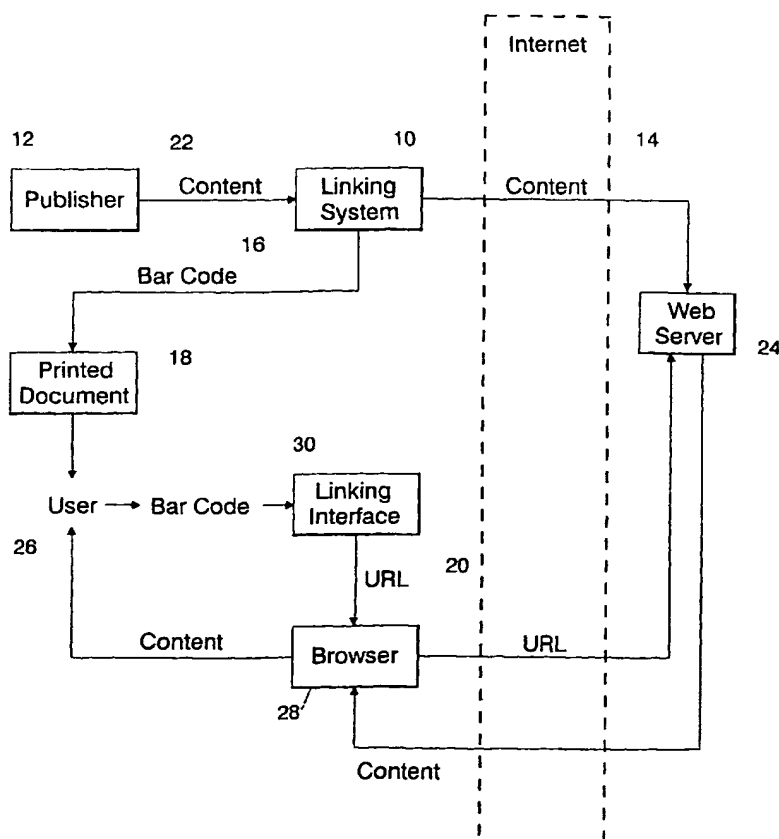 Internet
12
22
10
14
Publisher
Content
Linking
System
Content
16
Bar Code
Web
Server
24
18
Printed
Document
30
User
Bar Code
Linking
Interface
26
20
URL
Content
Browser
URL
28
Content